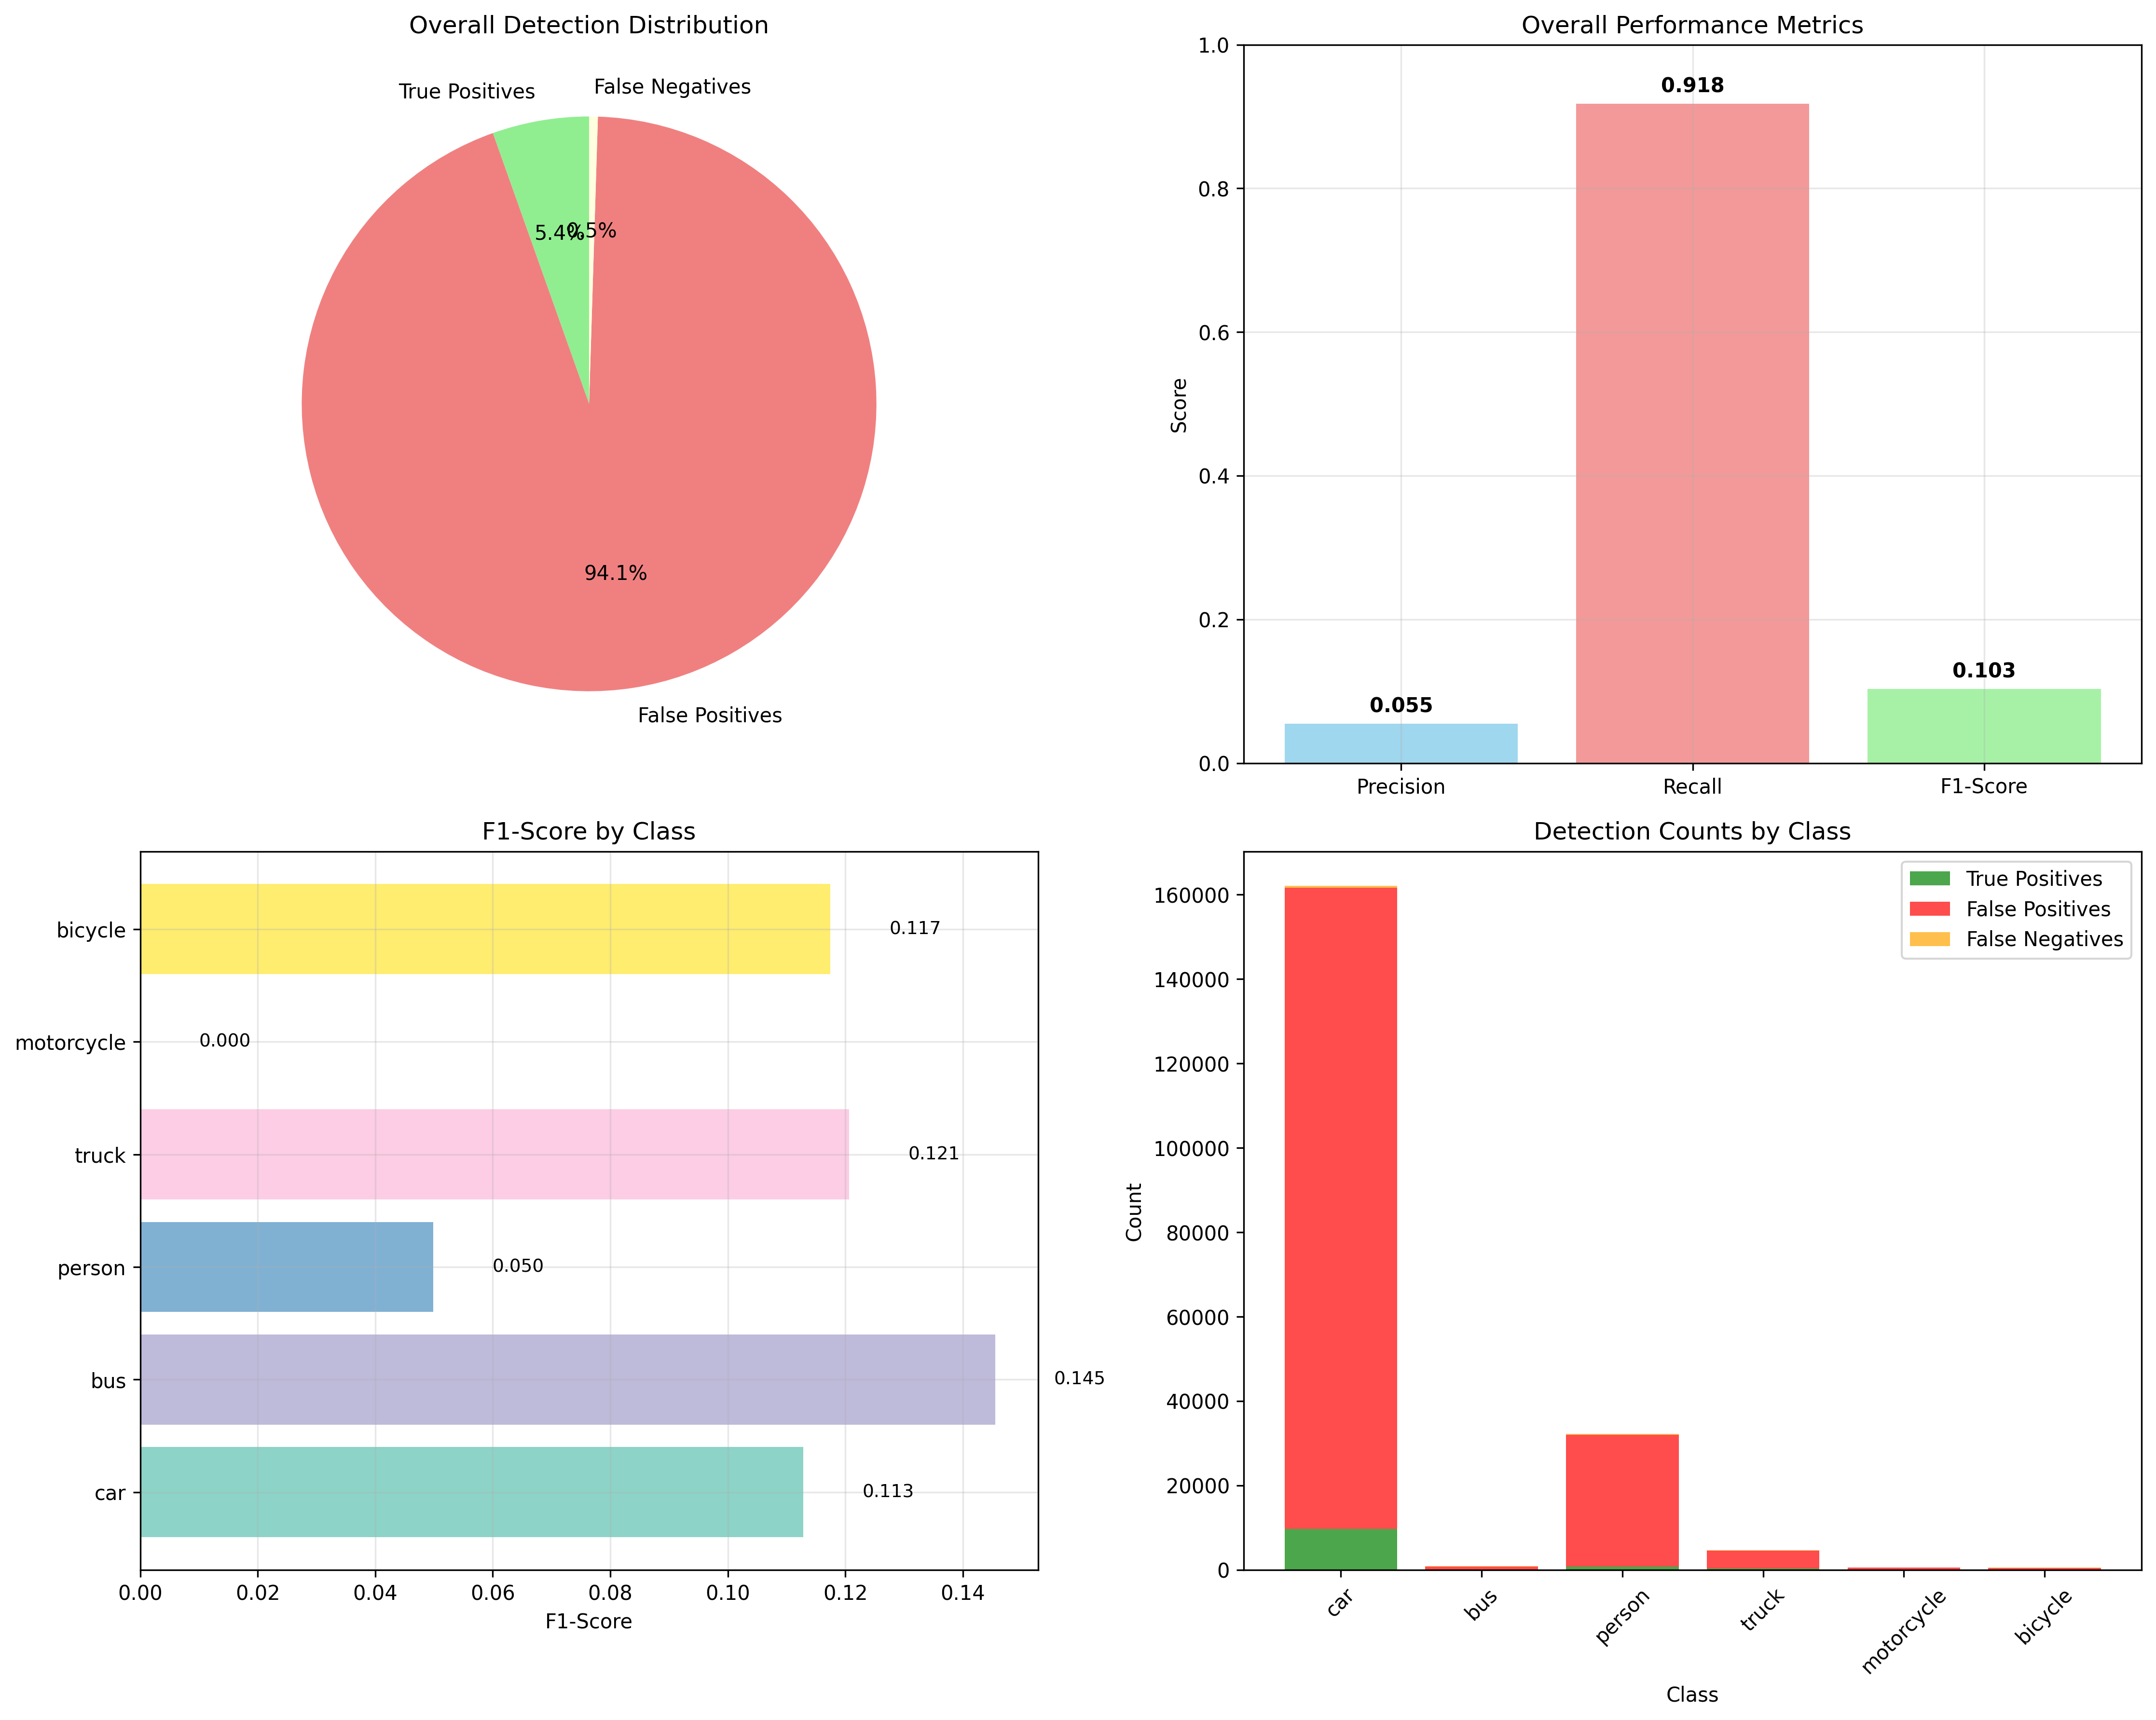 Overall Detection Distribution
True Positives
False Negatives
5.4%
0.5%
94.1%
False Positives
Overall Performance Metrics
Score
1.0
0.8
0.6
0.4
0.2
0.0
0.918
0.055
0.103
Precision
Recall
F1-Score
F1-Score by Class
bicycle
0.117
motorcycle
0.000
truck
0.121
person
0.050
bus
0.145
car
0.113
0.00
0.02
0.04
0.06
0.08
0.10
0.12
0.14
F1-Score
Detection Counts by Class
True Positives
False Positives
False Negatives
Count
160000
140000
120000
100000
80000
60000
40000
20000
0
car
bus
person
truck
motorcycle
bicycle
Class